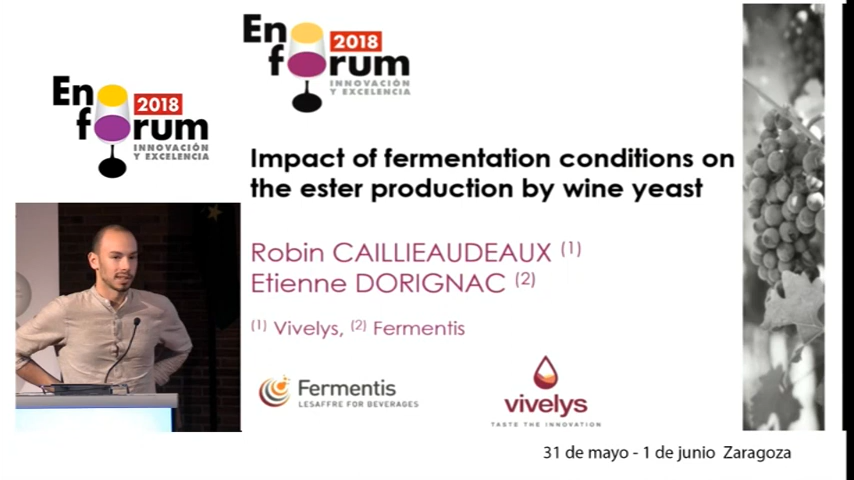 En
2018
forum
INNOVACIÓN
Y EXCELENCIA
En
2018
forum
INNOVACIÓN
Y EXCELENCIA
Impact of fermentation conditions on
the ester production by wine yeast
Robin CAILLIEAUDEAUX (1)
Etienne DORIGNAC (2)
(1) Vivelys, (2) Fermentis
Fermentis
LESAFFRE FOR BEVERAGES
vivelys
TASTE THE INNOVATION
31 de mayo - 1 de junio Zaragoza